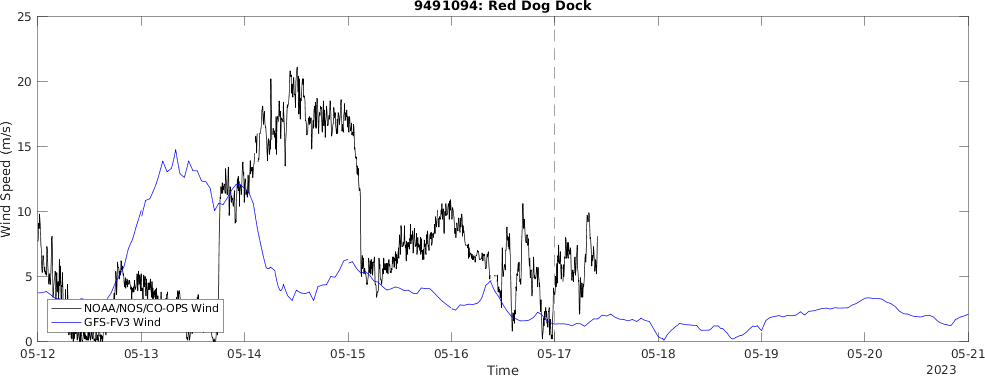 9491094: Red Dog Dock
25
20
15
10
5
0
Wind Speed (m/s)
NOAA/NOS/CO-OPS Wind
GFS-FV3 Wind
05-12 05-13 05-14 05-15 05-16 05-17 05-18 05-19 05-20 05-21
Time
2023